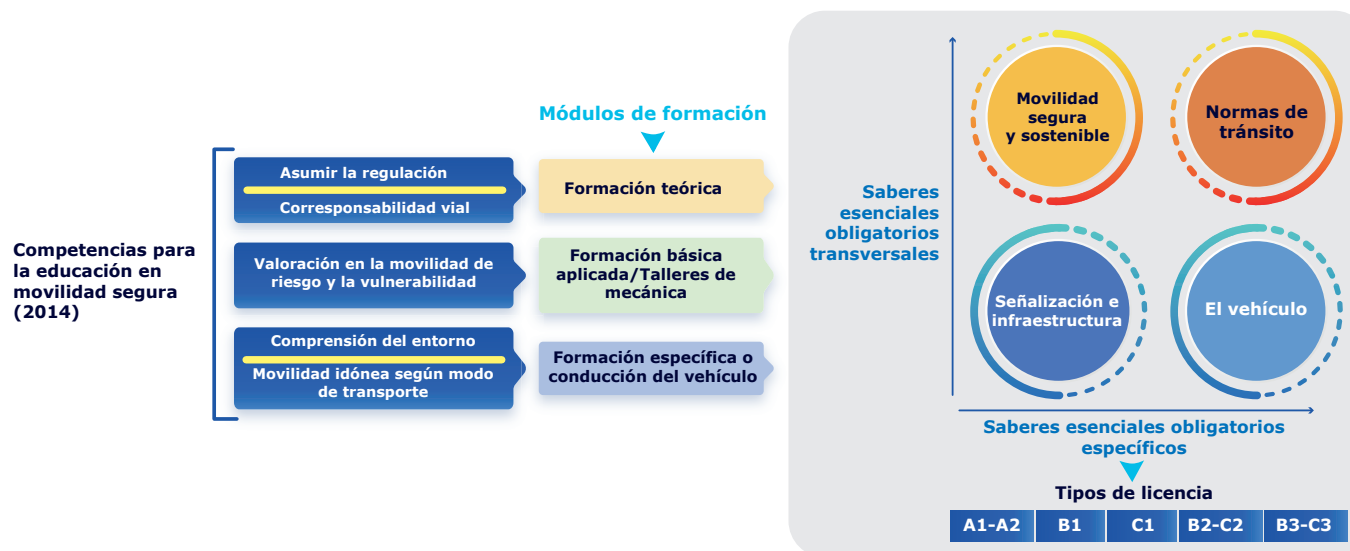 Competencias para
la educación en
movilidad segura
(2014)
Asumir la regulación
Corresponsabilidad vial
Valoración en la movilidad de
riesgo y la vulnerabilidad
Comprensión del entorno
Movilidad idónea según modo
de transporte
Módulos de formación
Formación teórica
Formación básica
aplicada/Talleres de
mecánica
Formación específica o
conducción del vehículo
Saberes
esenciales
obligatorios
transversales
Movilidad
segura
y sostenible
Normas de
tránsito
Señalización e
infraestructura
El vehículo
Saberes esenciales obligatorios
específicos
Tipos de licencia
A1-A2
B1
C1
B2-C2
B3-C3